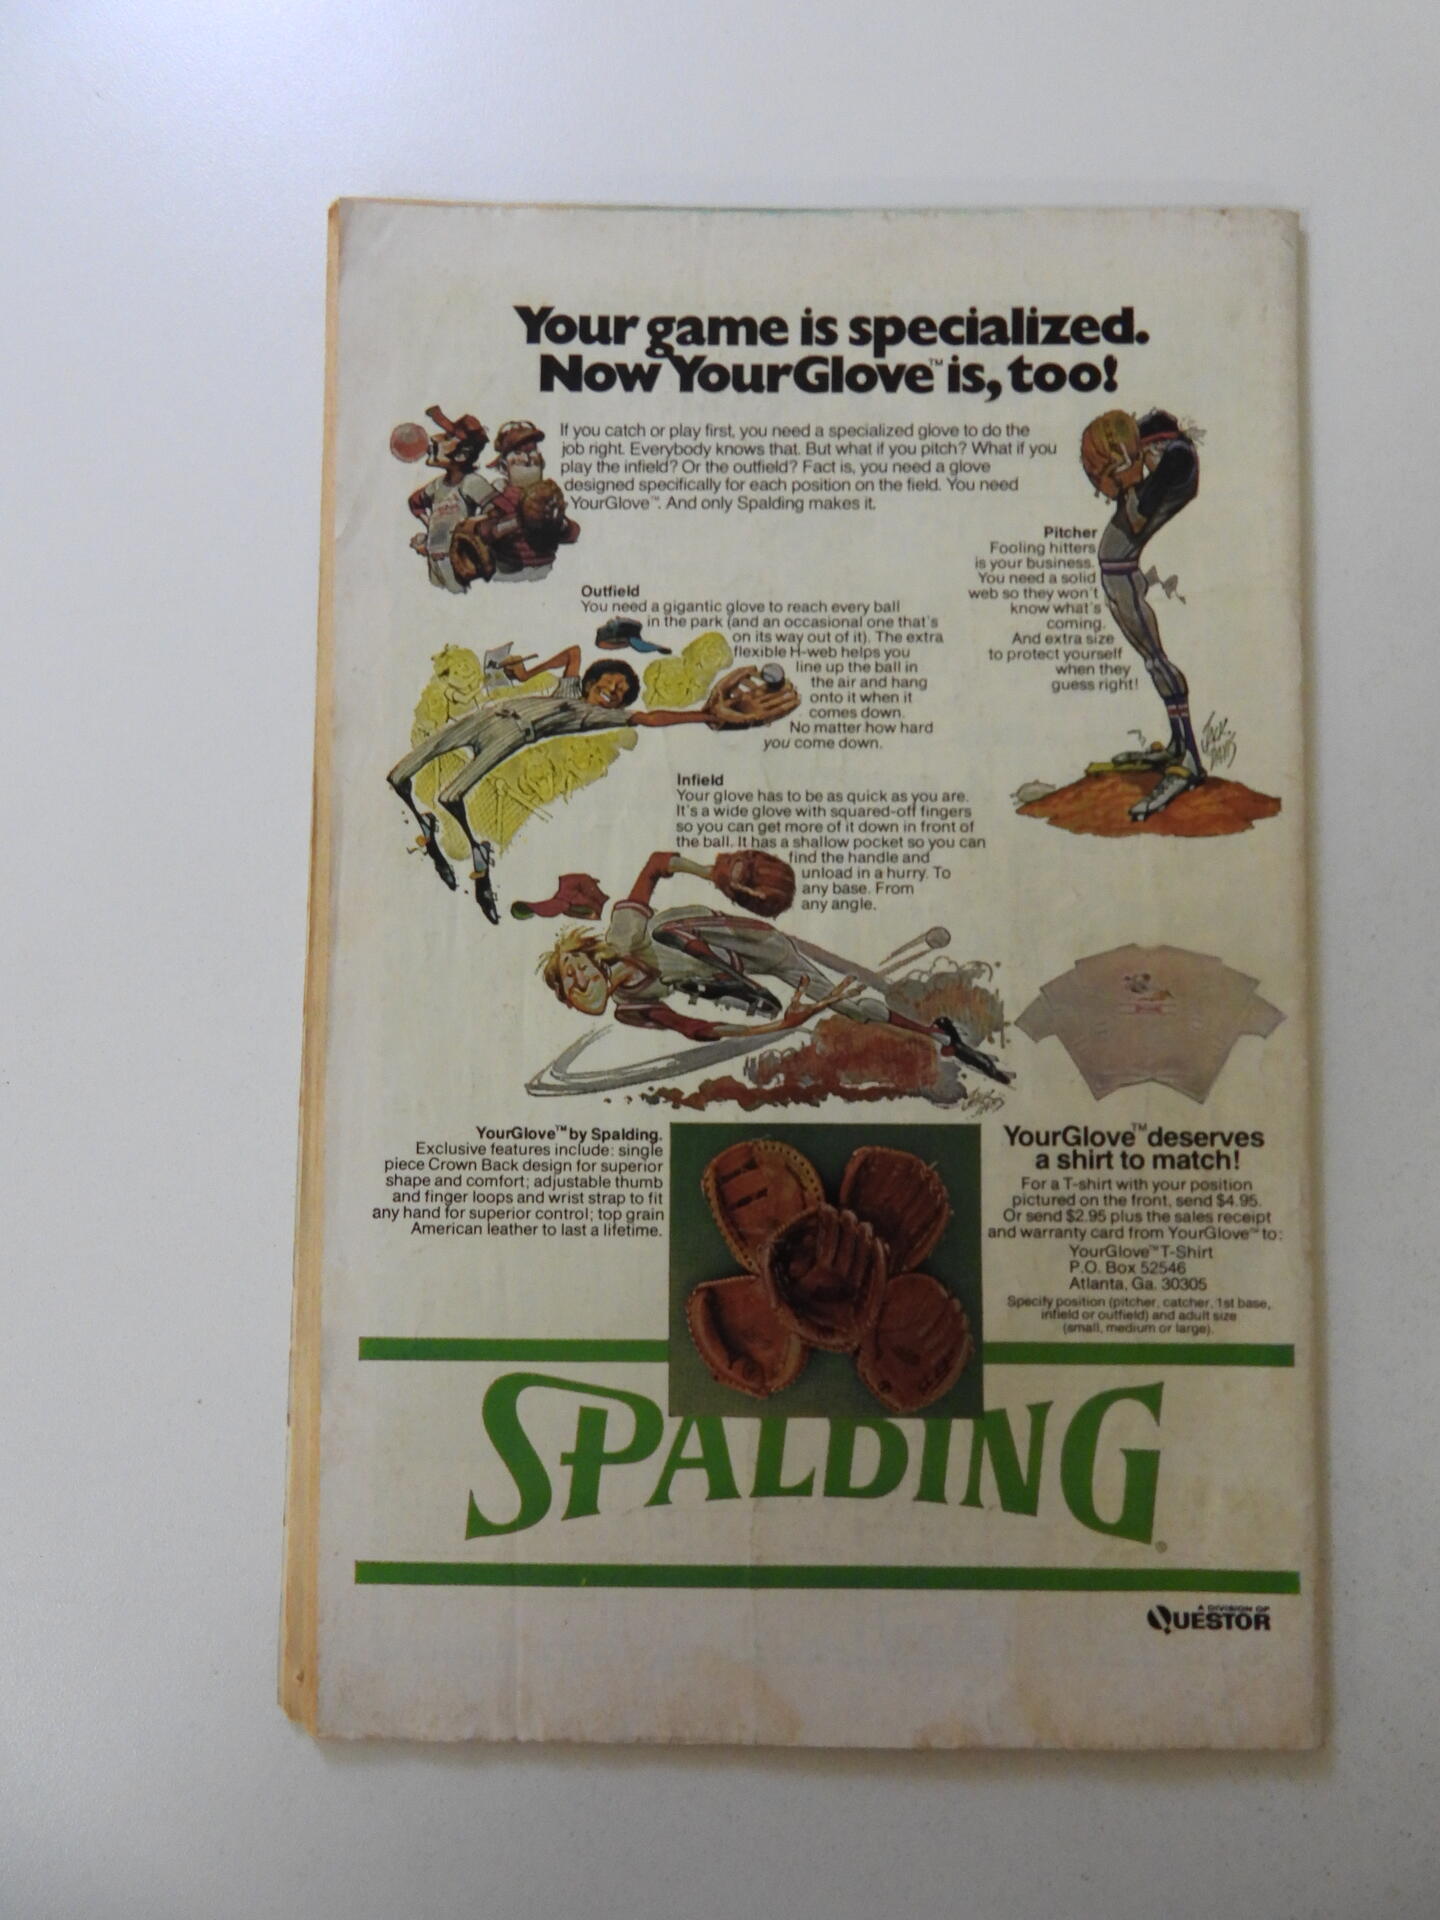 Your game is specialized.
Now YourGlove™ is, too!
If you catch or play first, you need a specialized glove to do the
job right. Everybody knows that. But what if you pitch? What if you
play the infield? Or the outfield? Fact is, you need a glove
designed specifically for each position on the field. You need
YourGlove™. And only Spalding makes it.
Pitcher
Fooling hitters
is your business.
You need a solid
web so they won't
know what's
coming.
And extra size
to protect yourself
when they
guess right!
JACK
DAVIS
Outfield
You need a gigantic glove to reach every ball
in the park (and an occasional one that's
on its way out of it). The extra
flexible H-web helps you
line up the ball in
the air and hang
onto it when it
comes down.
No matter how hard
you come down.
Infield
Your glove has to be as quick as you are.
It's a wide glove with squared-off fingers
so you can get more of it down in front of
the ball. It has a shallow pocket so you can
find the handle and
unload in a hurry. To
any base. From
any angle.
JACK
DAVIS
YourGlove™ by Spalding.
Exclusive features include: single
piece Crown Back design for superior
shape and comfort; adjustable thumb
and finger loops and wrist strap to fit
any hand for superior control; top grain
American leather to last a lifetime.
YourGlove™ deserves
a shirt to match!
For a T-shirt with your position
pictured on the front, send $4.95.
Or send $2.95 plus the sales receipt
and warranty card from YourGlove™ to:
YourGlove™ T-Shirt
P.O. Box 52546
Atlanta, Ga. 30305
Specify position (pitcher, catcher, 1st base,
infield or outfield) and adult size
(small, medium or large).
SPALDING®
A DIVISION OF
QUESTOR